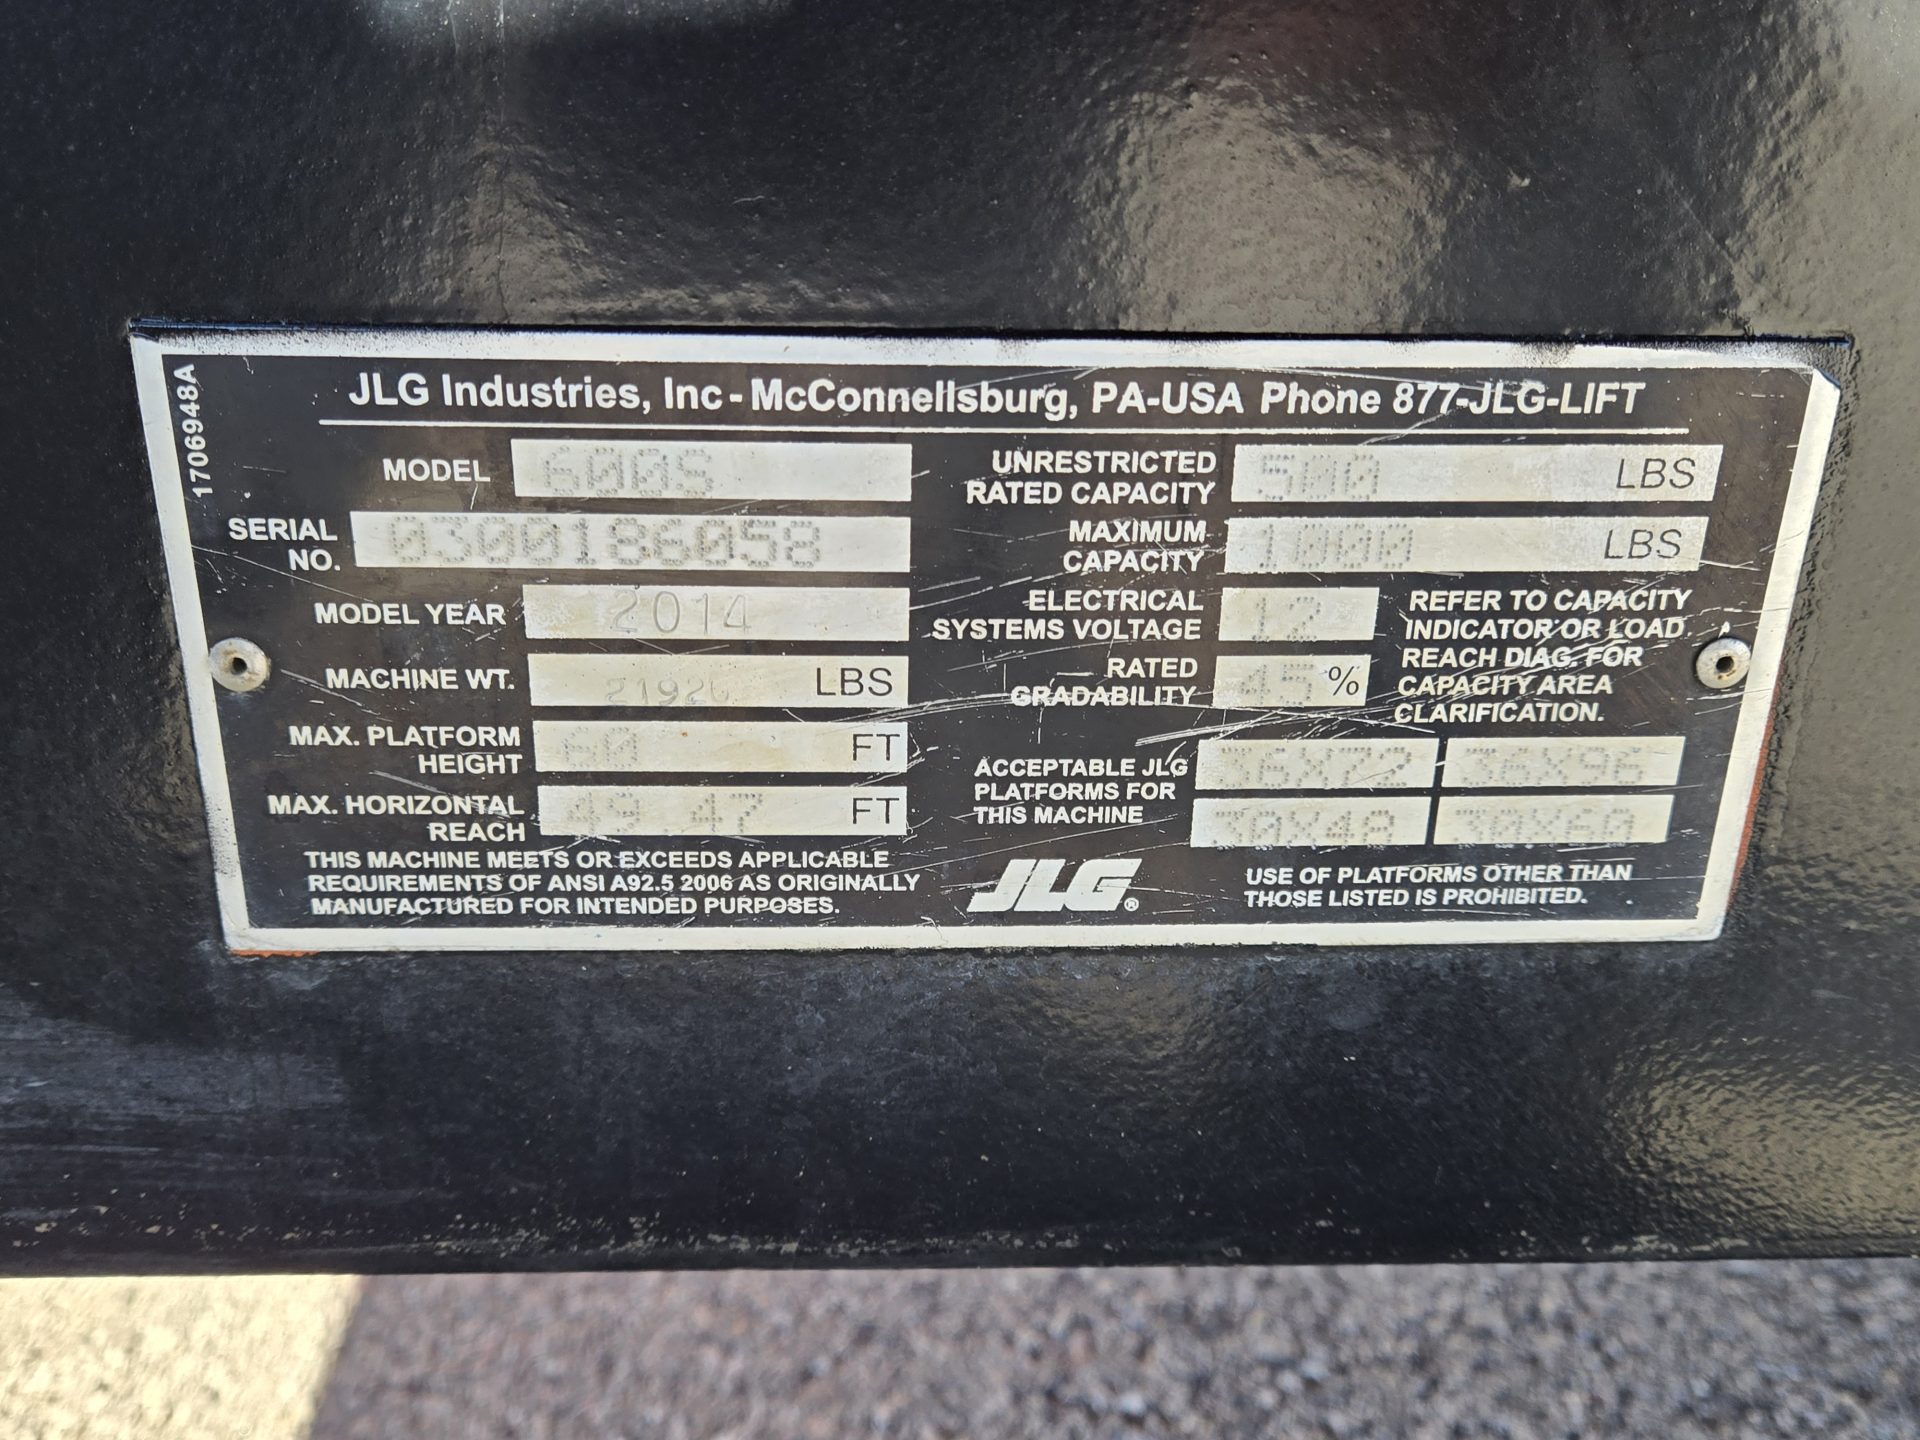 JLG Industries, Inc - McConnellsburg, PA-USA Phone 877-JLG-LIFT
1706948A
MODEL 600S
SERIAL NO. 0300186058
MODEL YEAR 2014
MACHINE WT. LBS
MAX. PLATFORM HEIGHT 60 FT
MAX. HORIZONTAL REACH 49.47 FT
THIS MACHINE MEETS OR EXCEEDS APPLICABLE
REQUIREMENTS OF ANSI A92.5 2006 AS ORIGINALLY
MANUFACTURED FOR INTENDED PURPOSES.
UNRESTRICTED RATED CAPACITY 500 LBS
MAXIMUM CAPACITY 1000 LBS
ELECTRICAL SYSTEMS VOLTAGE 12
RATED GRADABILITY 45 %
REFER TO CAPACITY
INDICATOR OR LOAD
REACH DIAG. FOR
CAPACITY AREA
CLARIFICATION.
ACCEPTABLE JLG
PLATFORMS FOR
THIS MACHINE
36X72 36X96
30X48 30X60
JLG®
USE OF PLATFORMS OTHER THAN
THOSE LISTED IS PROHIBITED.